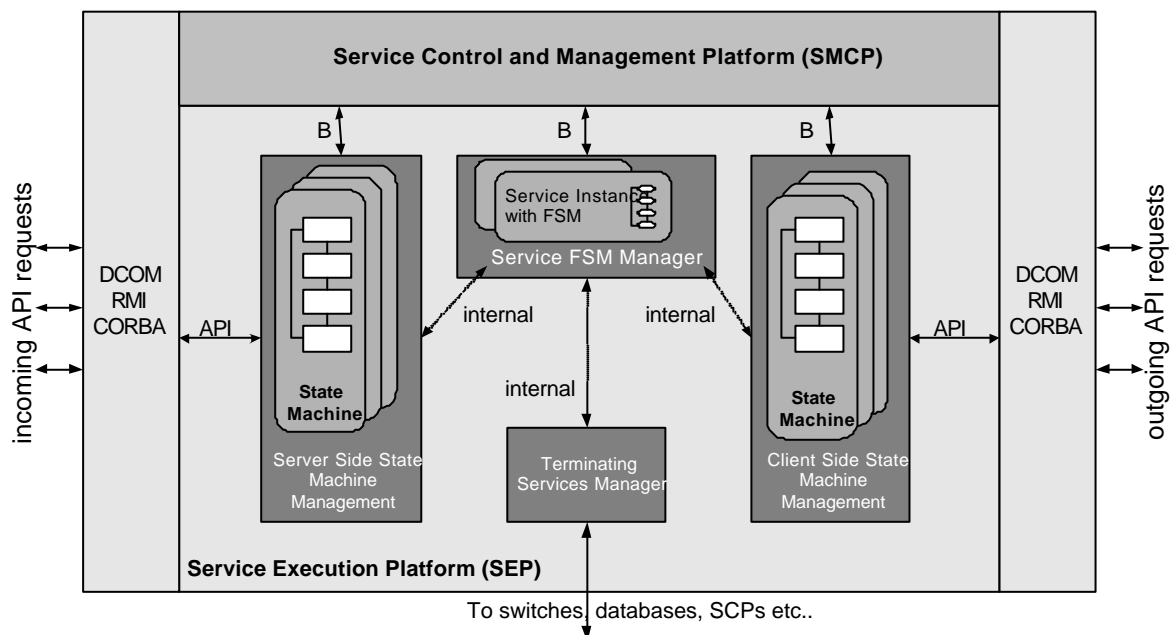 Service Control and Management Platform (SMCP)
B
B
B
Service Instance
with FSM
Service FSM Manager
incoming API requests
DCOM
RMI
CORBA
API
State
Machine
Server Side State
Machine
Management
internal
internal
internal
Terminating
Services Manager
State
Machine
Client Side State
Machine
Management
API
DCOM
RMI
CORBA
outgoing API requests
Service Execution Platform (SEP)
To switches, databases, SCPs etc..